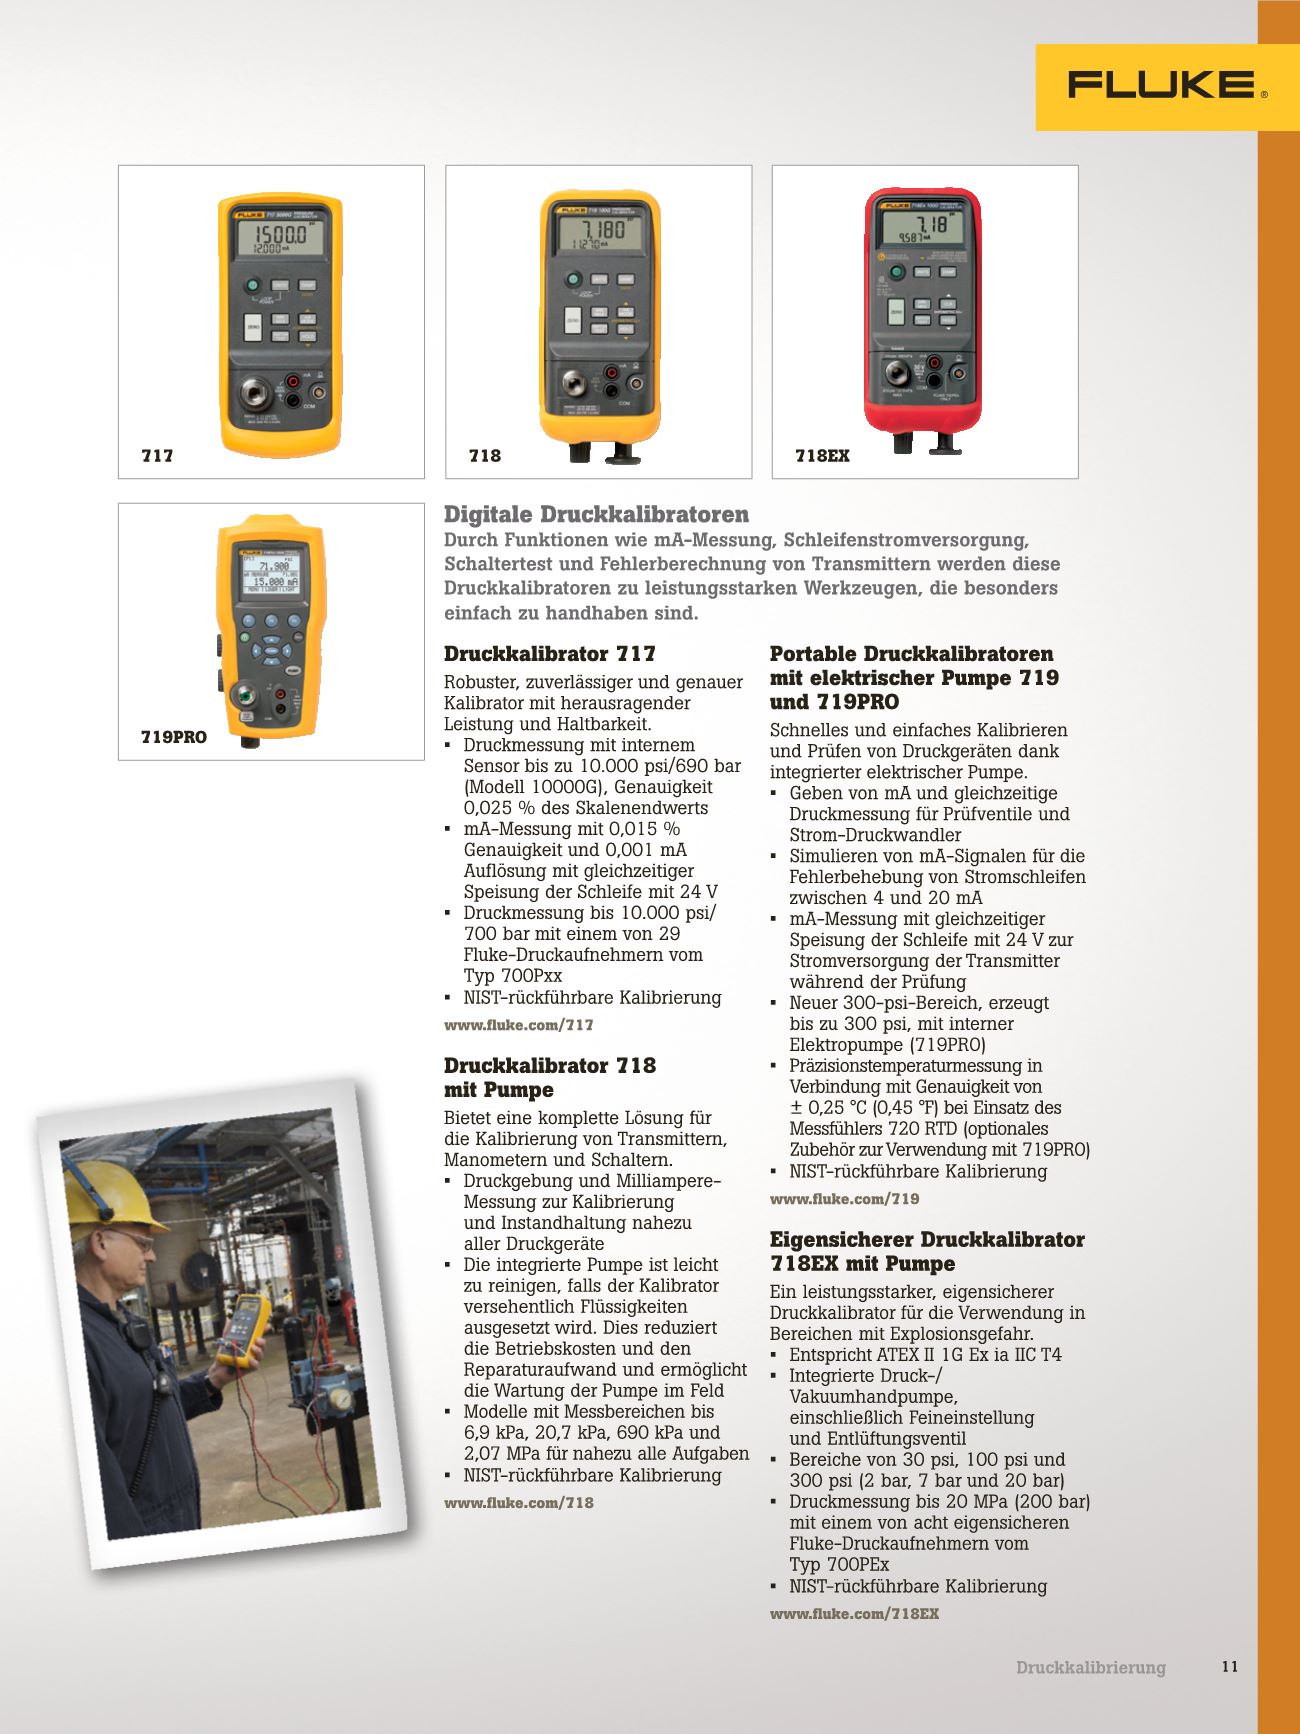 FLUKE®
717
718
718EX
719PRO
Digitale Druckkalibratoren
Durch Funktionen wie mA-Messung, Schleifenstromversorgung,
Schaltertest und Fehlerberechnung von Transmittern werden diese
Druckkalibratoren zu leistungsstarken Werkzeugen, die besonders
einfach zu handhaben sind.
Druckkalibrator 717
Robuster, zuverlässiger und genauer
Kalibrator mit herausragender
Leistung und Haltbarkeit.
▪ Druckmessung mit internem
Sensor bis zu 10.000 psi/690 bar
(Modell 10000G), Genauigkeit
0,025 % des Skalenendwerts
▪ mA-Messung mit 0,015 %
Genauigkeit und 0,001 mA
Auflösung mit gleichzeitiger
Speisung der Schleife mit 24 V
▪ Druckmessung bis 10.000 psi/
700 bar mit einem von 29
Fluke-Druckaufnehmern vom
Typ 700Pxx
▪ NIST-rückführbare Kalibrierung
www.fluke.com/717
Druckkalibrator 718
mit Pumpe
Bietet eine komplette Lösung für
die Kalibrierung von Transmittern,
Manometern und Schaltern.
▪ Druckgebung und Milliampere-
Messung zur Kalibrierung
und Instandhaltung nahezu
aller Druckgeräte
▪ Die integrierte Pumpe ist leicht
zu reinigen, falls der Kalibrator
versehentlich Flüssigkeiten
ausgesetzt wird. Dies reduziert
die Betriebskosten und den
Reparaturaufwand und ermöglicht
die Wartung der Pumpe im Feld
▪ Modelle mit Messbereichen bis
6,9 kPa, 20,7 kPa, 690 kPa und
2,07 MPa für nahezu alle Aufgaben
▪ NIST-rückführbare Kalibrierung
www.fluke.com/718
Portable Druckkalibratoren
mit elektrischer Pumpe 719
und 719PRO
Schnelles und einfaches Kalibrieren
und Prüfen von Druckgeräten dank
integrierter elektrischer Pumpe.
▪ Geben von mA und gleichzeitige
Druckmessung für Prüfventile und
Strom-Druckwandler
▪ Simulieren von mA-Signalen für die
Fehlerbehebung von Stromschleifen
zwischen 4 und 20 mA
▪ mA-Messung mit gleichzeitiger
Speisung der Schleife mit 24 V zur
Stromversorgung der Transmitter
während der Prüfung
▪ Neuer 300-psi-Bereich, erzeugt
bis zu 300 psi, mit interner
Elektropumpe (719PRO)
▪ Präzisionstemperaturmessung in
Verbindung mit Genauigkeit von
± 0,25 °C (0,45 °F) bei Einsatz des
Messfühlers 720 RTD (optionales
Zubehör zur Verwendung mit 719PRO)
▪ NIST-rückführbare Kalibrierung
www.fluke.com/719
Eigensicherer Druckkalibrator
718EX mit Pumpe
Ein leistungsstarker, eigensicherer
Druckkalibrator für die Verwendung in
Bereichen mit Explosionsgefahr.
▪ Entspricht ATEX II 1G Ex ia IIC T4
▪ Integrierte Druck-/
Vakuumhandpumpe,
einschließlich Feineinstellung
und Entlüftungsventil
▪ Bereiche von 30 psi, 100 psi und
300 psi (2 bar, 7 bar und 20 bar)
▪ Druckmessung bis 20 MPa (200 bar)
mit einem von acht eigensicheren
Fluke-Druckaufnehmern vom
Typ 700PEx
▪ NIST-rückführbare Kalibrierung
www.fluke.com/718EX
Druckkalibrierung 11